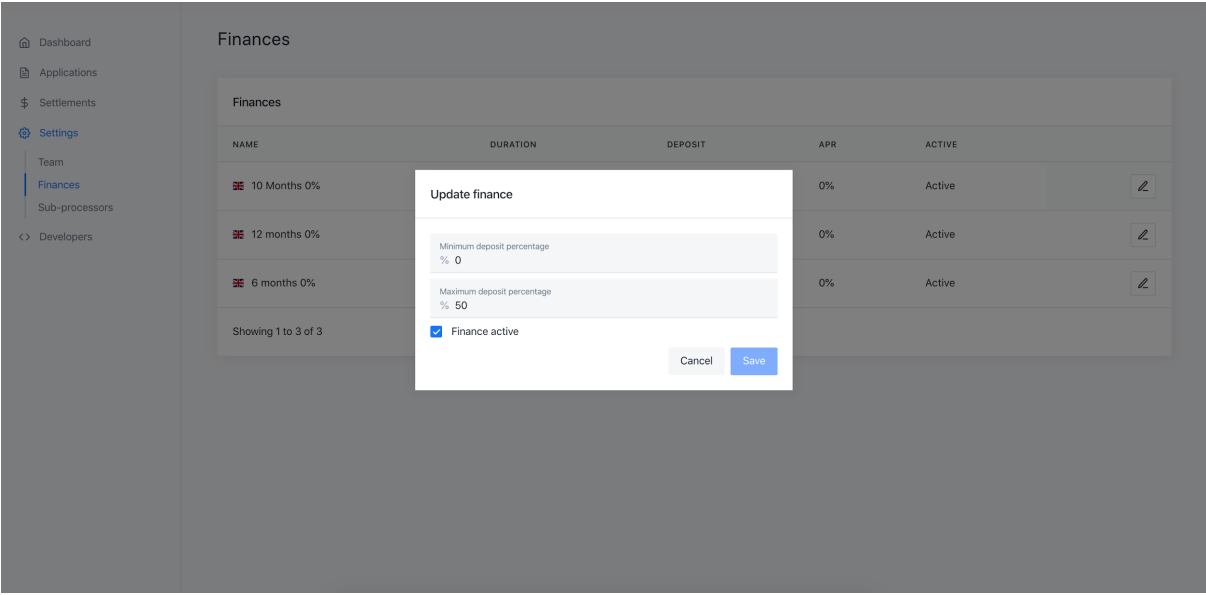 Dashboard
Applications
Settlements
Settings
Team
Finances
Sub-processors
Developers
Finances
Finances
NAME DURATION DEPOSIT APR ACTIVE
10 Months 0% 0% Active
12 months 0% 0% Active
6 months 0% 0% Active
Showing 1 to 3 of 3
Update finance
Minimum deposit percentage
% 0
Maximum deposit percentage
% 50
Finance active
Cancel Save